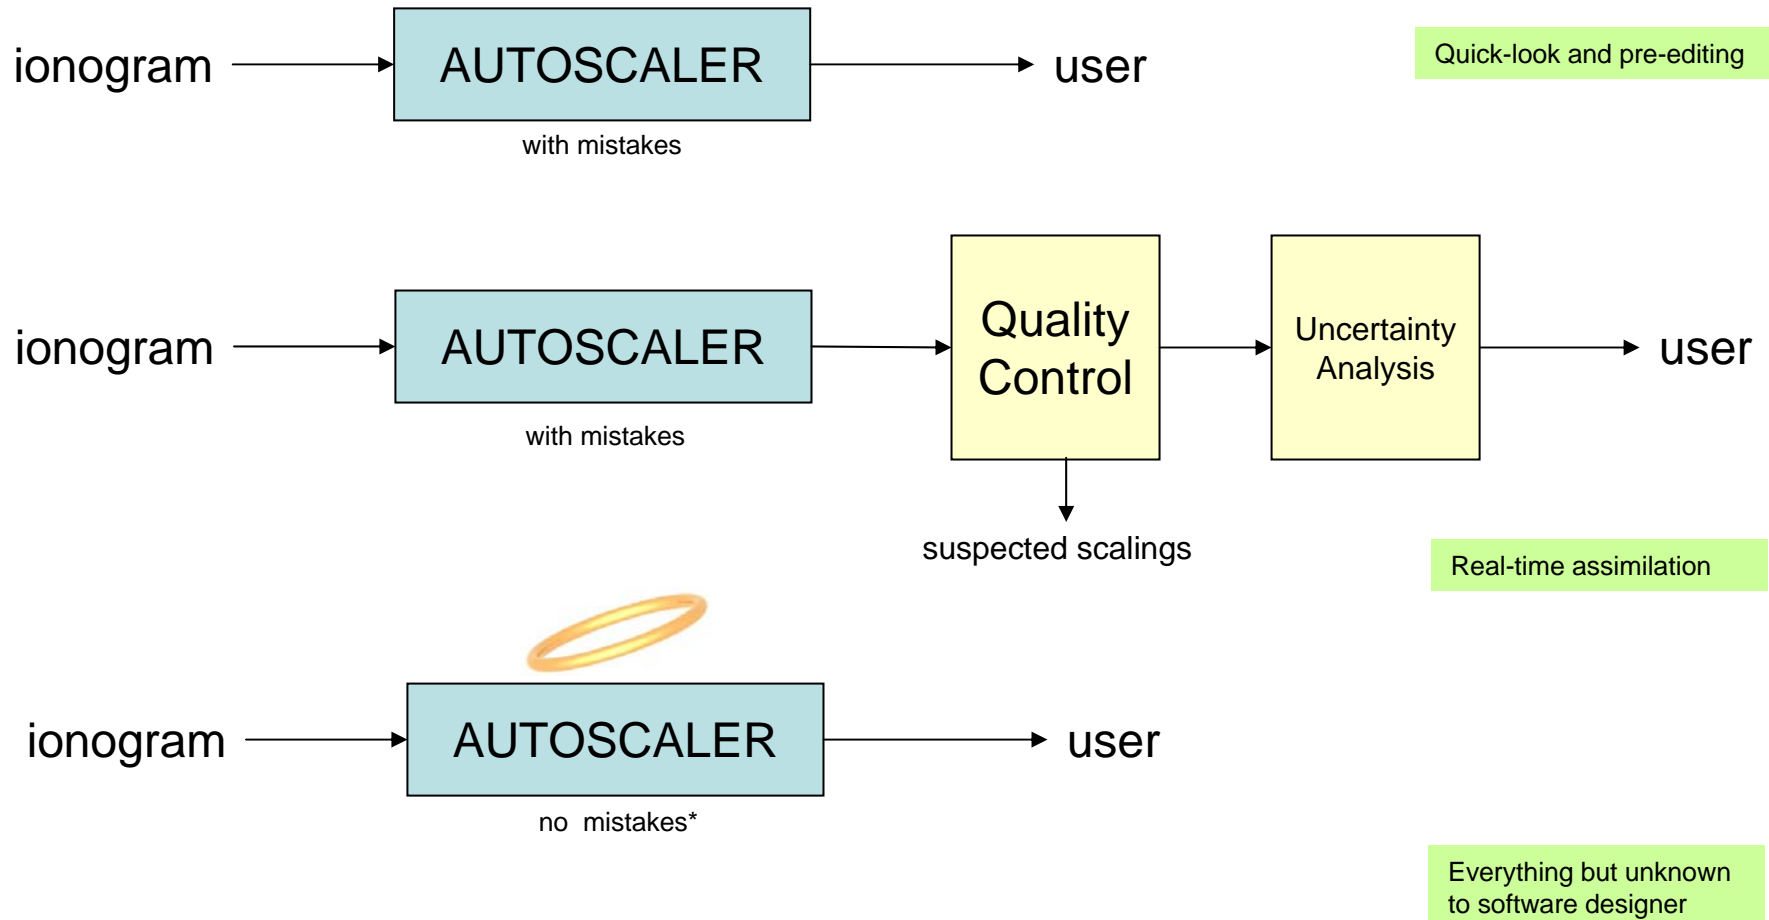 ionogram
AUTOSCALER
user
Quick-look and pre-editing
with mistakes
ionogram
AUTOSCALER
Quality
Control
Uncertainty
Analysis
user
with mistakes
suspected scalings
Real-time assimilation
ionogram
AUTOSCALER
user
no mistakes*
Everything but unknown
to software designer